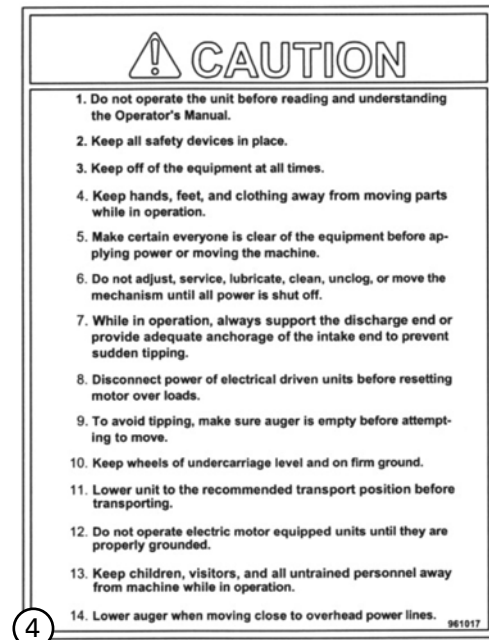 CAUTION
1. Do not operate the unit before reading and understanding
the Operator's Manual.
2. Keep all safety devices in place.
3. Keep off of the equipment at all times.
4. Keep hands, feet, and clothing away from moving parts
while in operation.
5. Make certain everyone is clear of the equipment before ap-
plying power or moving the machine.
6. Do not adjust, service, lubricate, clean, unclog, or move the
mechanism until all power is shut off.
7. While in operation, always support the discharge end or
provide adequate anchorage of the intake end to prevent
sudden tipping.
8. Disconnect power of electrical driven units before resetting
motor over loads.
9. To avoid tipping, make sure auger is empty before attempt-
ing to move.
10. Keep wheels of undercarriage level and on firm ground.
11. Lower unit to the recommended transport position before
transporting.
12. Do not operate electric motor equipped units until they are
properly grounded.
13. Keep children, visitors, and all untrained personnel away
from machine while in operation.
14. Lower auger when moving close to overhead power lines.
961017
4